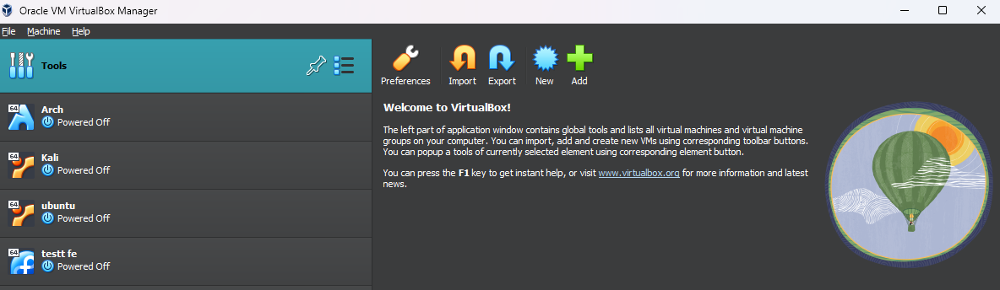 Oracle VM VirtualBox Manager
File Machine Help
Tools
Preferences Import Export New Add
64
Arch
Powered Off
64
Kali
Powered Off
64
ubuntu
Powered Off
64
testt fe
Powered Off
Welcome to VirtualBox!
The left part of application window contains global tools and lists all virtual machines and virtual machine
groups on your computer. You can import, add and create new VMs using corresponding toolbar buttons.
You can popup a tools of currently selected element using corresponding element button.
You can press the F1 key to get instant help, or visit www.virtualbox.org for more information and latest
news.